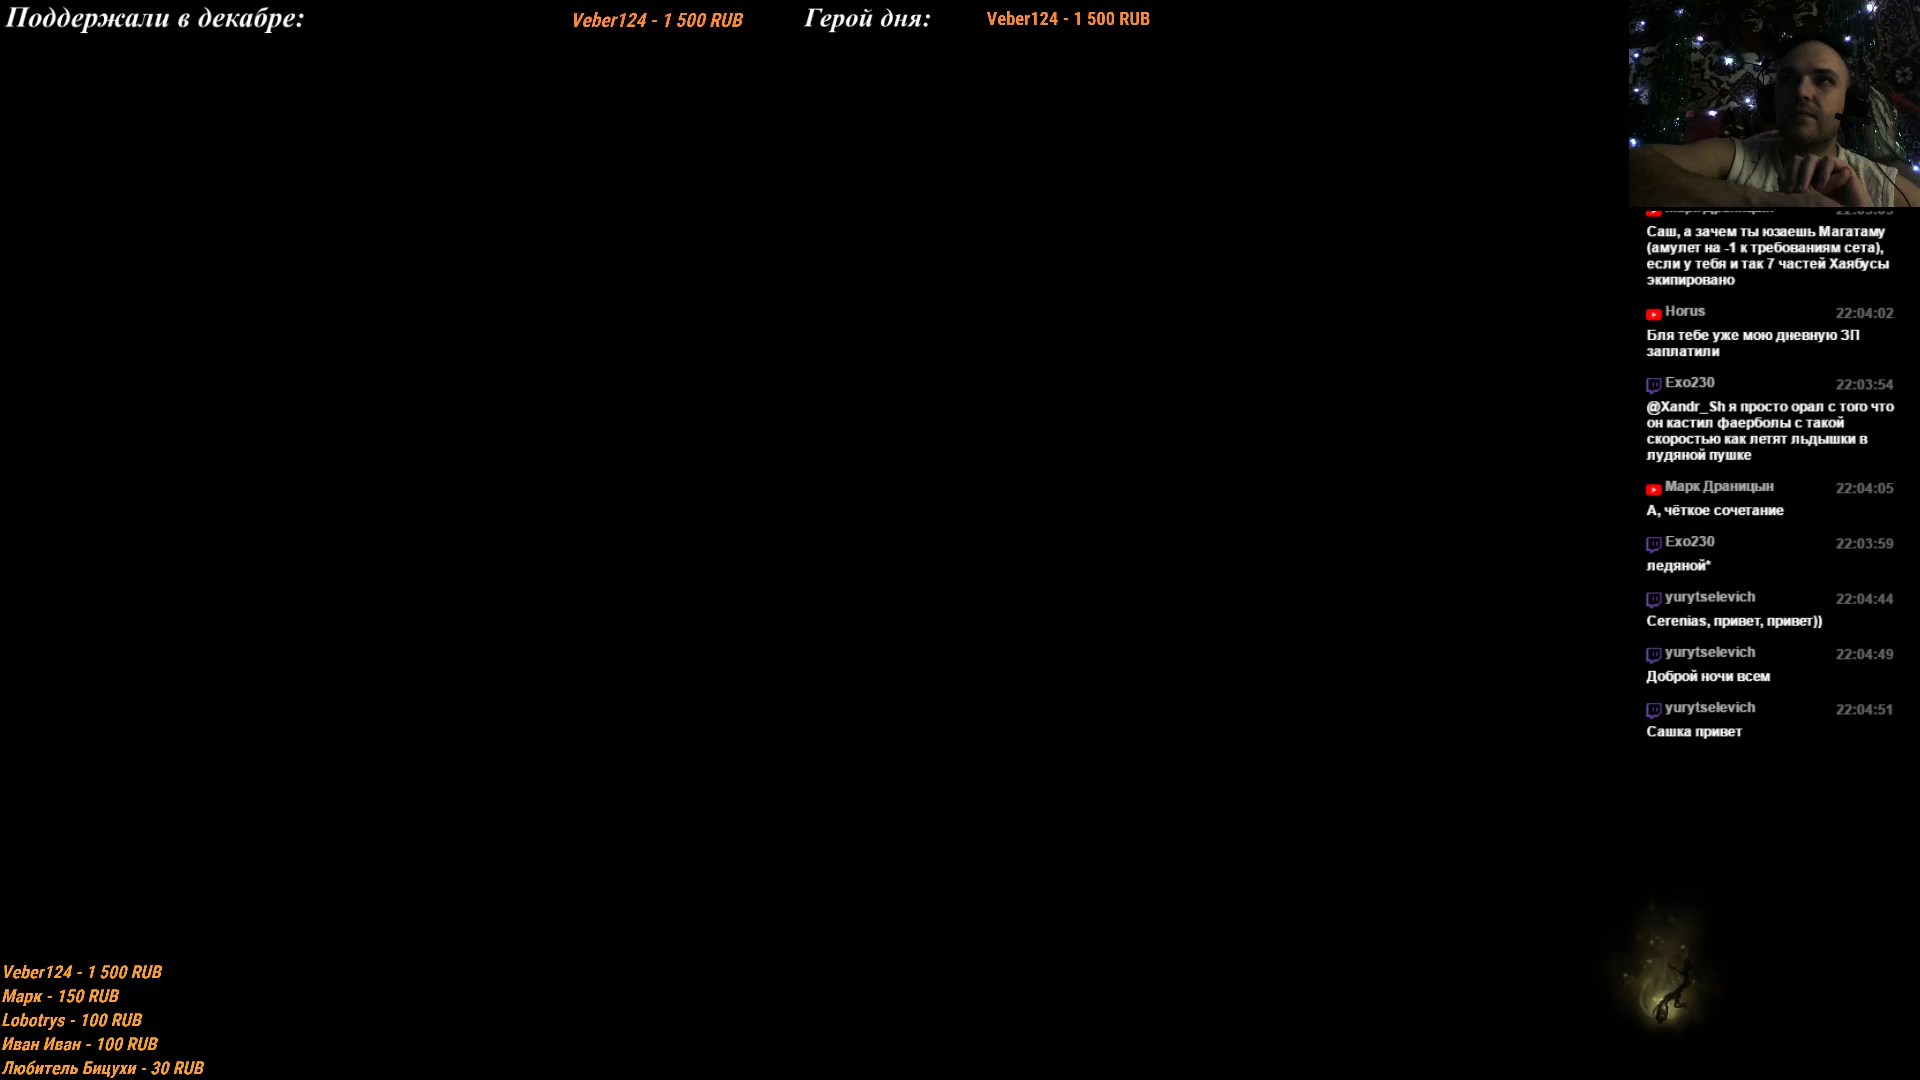 Поддержали в декабре:
Veber124 - 1 500 RUB
Герой дня:
Veber124 - 1 500 RUB
Саш, а зачем ты юзаешь Магатаму
(амулет на -1 к требованиям сета),
если у тебя и так 7 частей Хаябусы
экипировано
Horus 22:04:02
Бля тебе уже мою дневную ЗП
заплатили
Exo230 22:03:54
@Xandr_Sh я просто орал с того что
он кастил фаерболы с такой
скоростью как летят льдышки в
лудяной пушке
Марк Драницын 22:04:05
А, чёткое сочетание
Exo230 22:03:59
ледяной*
yurytselevich 22:04:44
Cerenias, привет, привет))
yurytselevich 22:04:49
Доброй ночи всем
yurytselevich 22:04:51
Сашка привет
Veber124 - 1 500 RUB
Марк - 150 RUB
Lobotrys - 100 RUB
Иван Иван - 100 RUB
Любитель Бицухи - 30 RUB